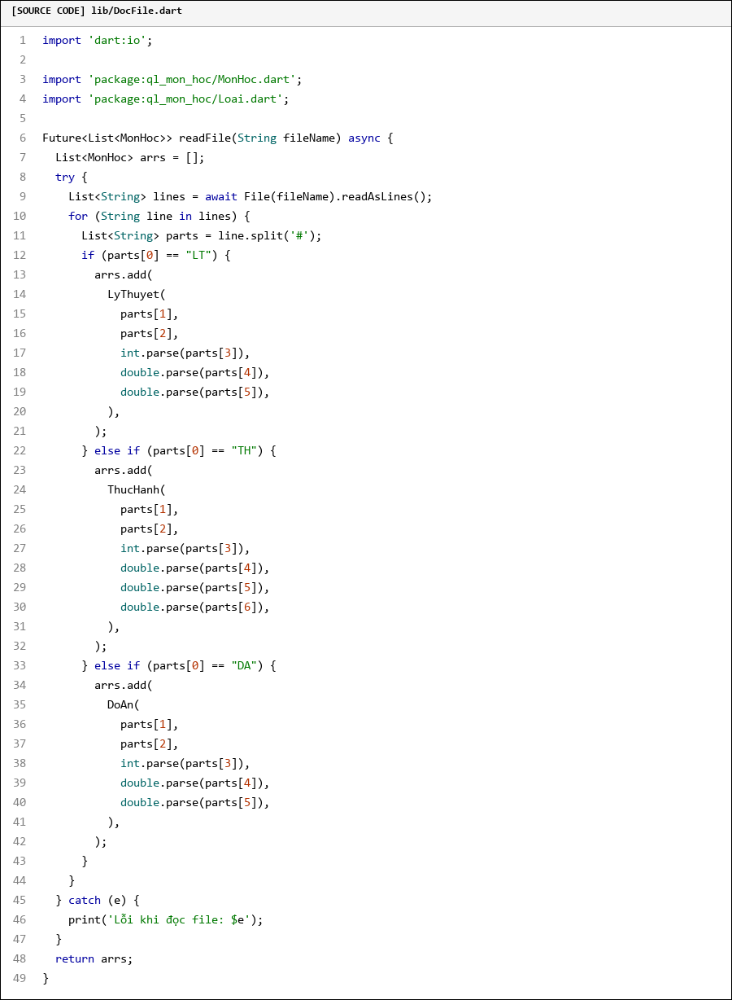 [SOURCE CODE] lib/DocFile.dart
1 import 'dart:io';
2
3 import 'package:ql_mon_hoc/MonHoc.dart';
4 import 'package:ql_mon_hoc/Loai.dart';
5
6 Future<List<MonHoc>> readFile(String fileName) async {
7   List<MonHoc> arrs = [];
8   try {
9     List<String> lines = await File(fileName).readAsLines();
10     for (String line in lines) {
11       List<String> parts = line.split('#');
12       if (parts[0] == "LT") {
13         arrs.add(
14           LyThuyet(
15             parts[1],
16             parts[2],
17             int.parse(parts[3]),
18             double.parse(parts[4]),
19             double.parse(parts[5]),
20           ),
21         );
22       } else if (parts[0] == "TH") {
23         arrs.add(
24           ThucHanh(
25             parts[1],
26             parts[2],
27             int.parse(parts[3]),
28             double.parse(parts[4]),
29             double.parse(parts[5]),
30             double.parse(parts[6]),
31           ),
32         );
33       } else if (parts[0] == "DA") {
34         arrs.add(
35           DoAn(
36             parts[1],
37             parts[2],
38             int.parse(parts[3]),
39             double.parse(parts[4]),
40             double.parse(parts[5]),
41           ),
42         );
43       }
44     }
45   } catch (e) {
46     print('Lỗi khi đọc file: $e');
47   }
48   return arrs;
49 }